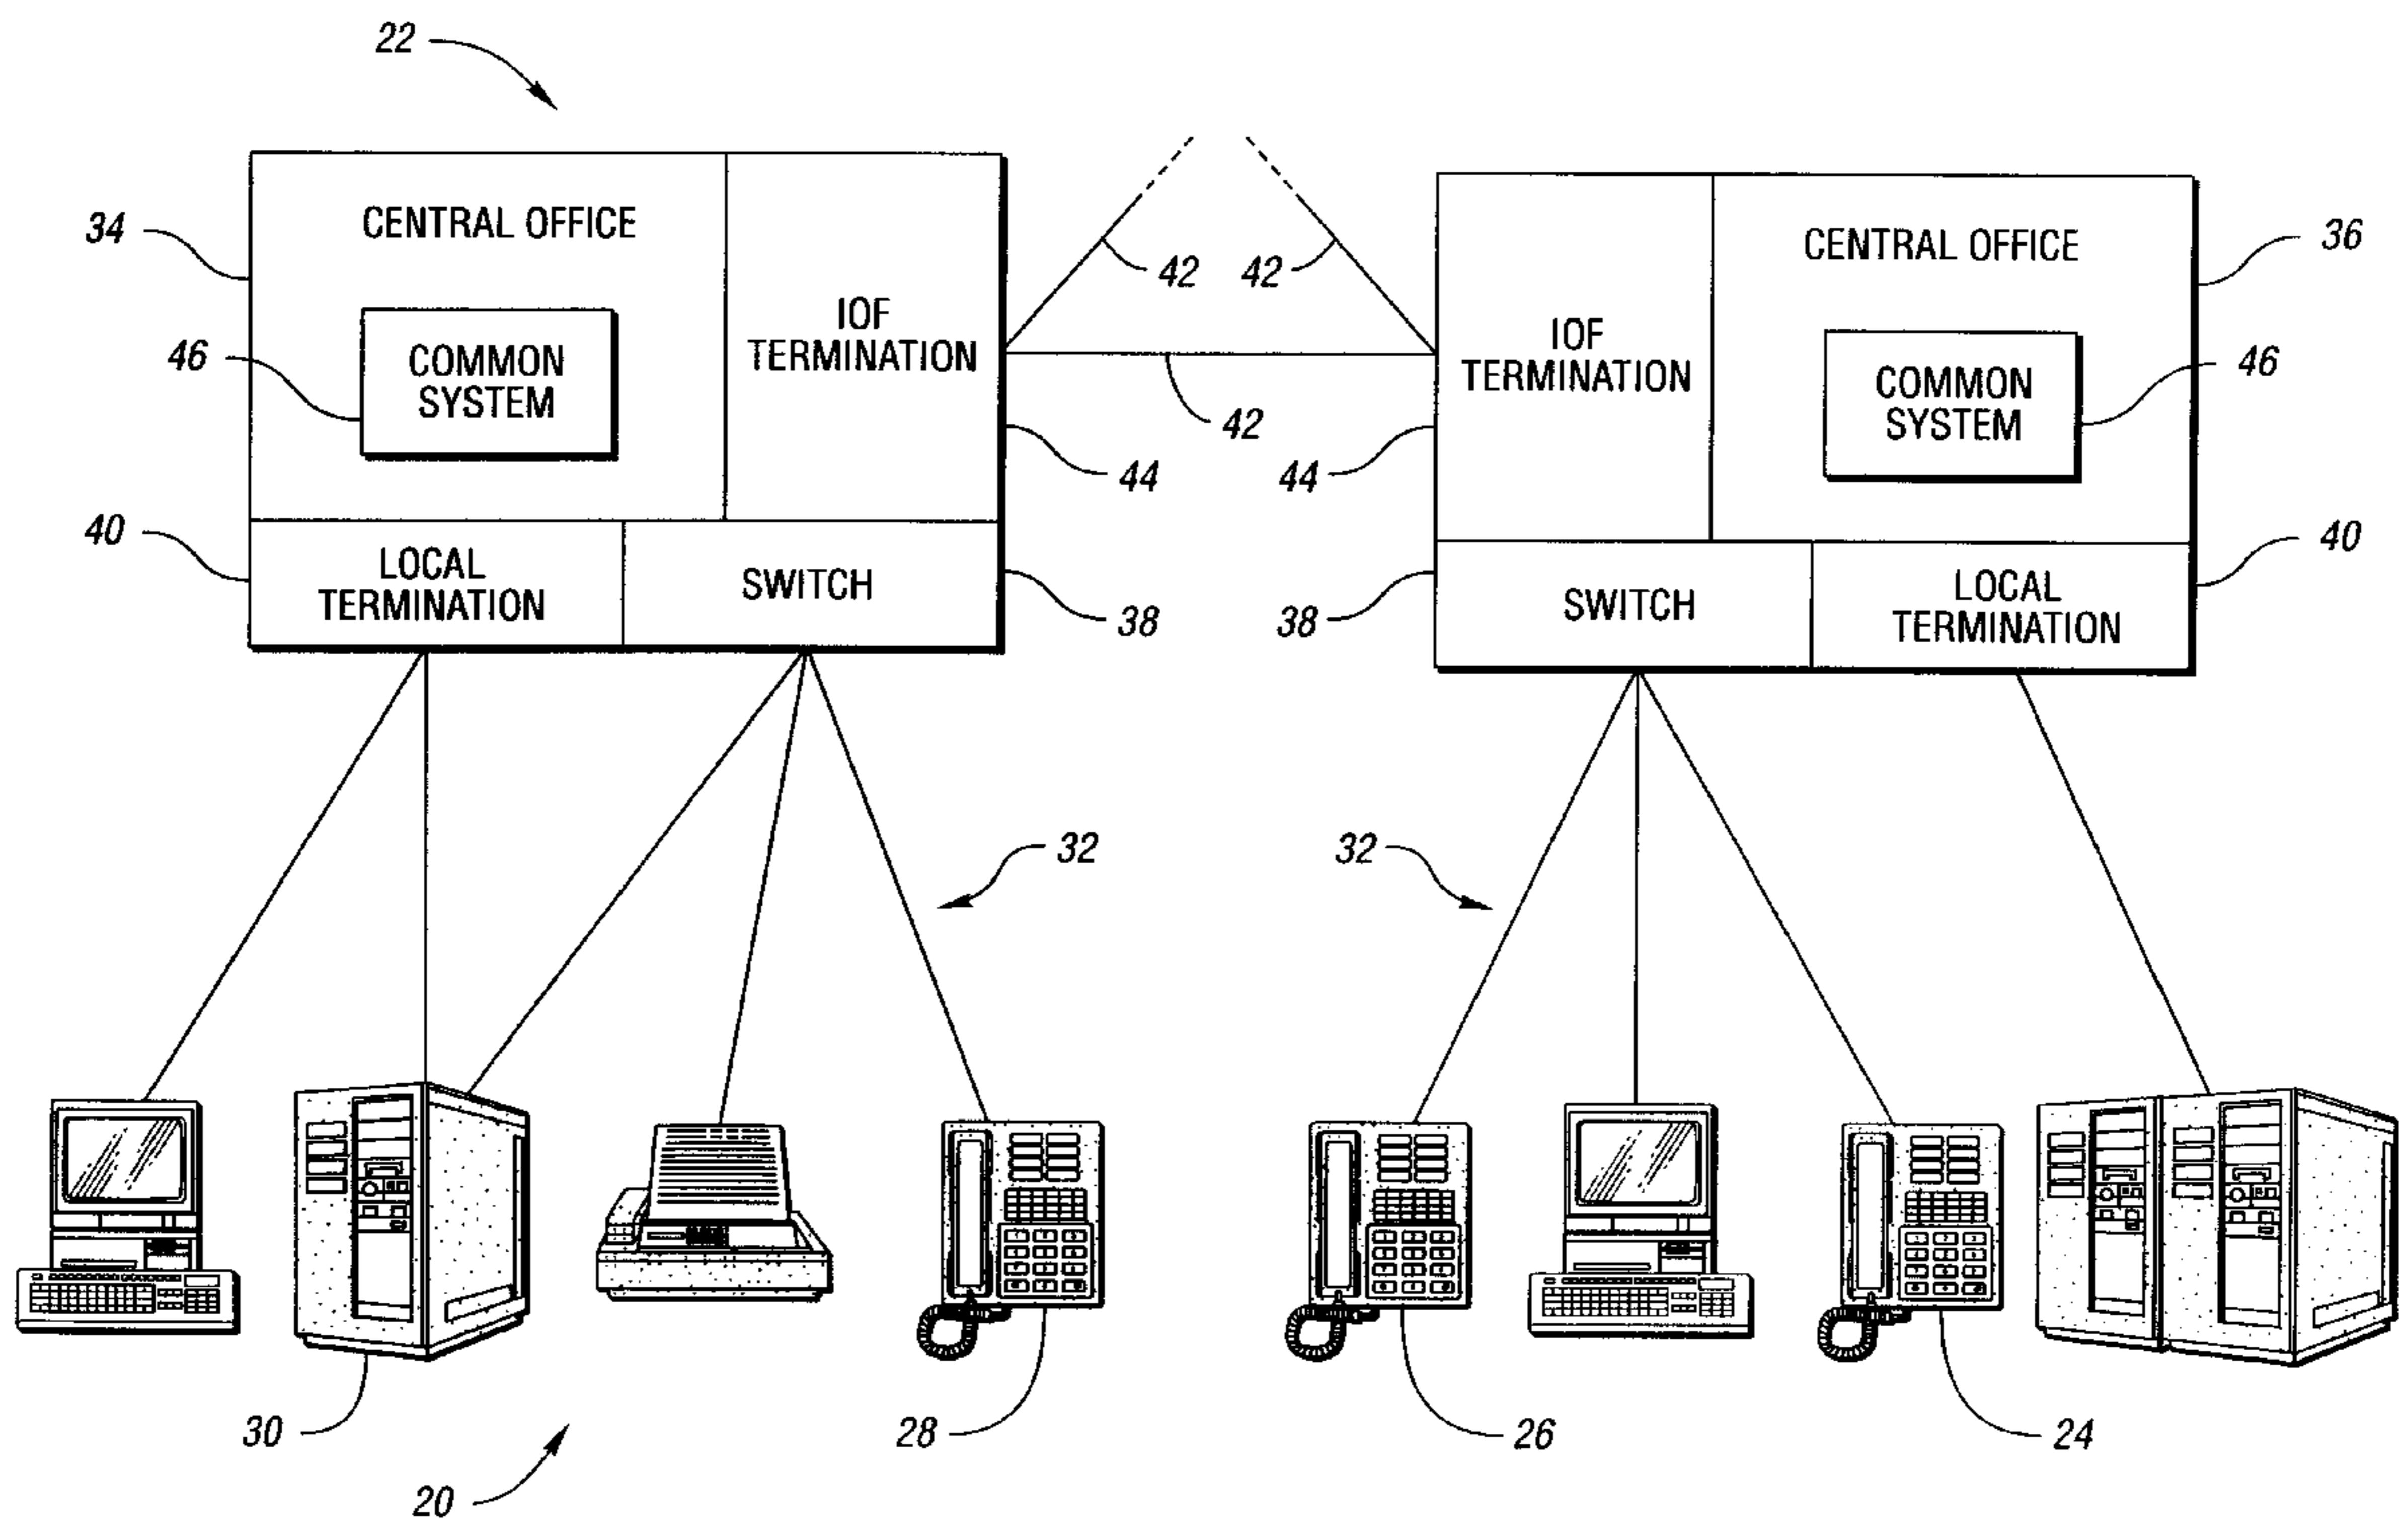 22
34
CENTRAL OFFICE
46
COMMON
SYSTEM
IOF
TERMINATION
44
40
LOCAL
TERMINATION
SWITCH
38
42
42
42
36
CENTRAL OFFICE
IOF
TERMINATION
COMMON
SYSTEM
46
44
38
SWITCH
LOCAL
TERMINATION
40
32
32
30
28
26
24
20